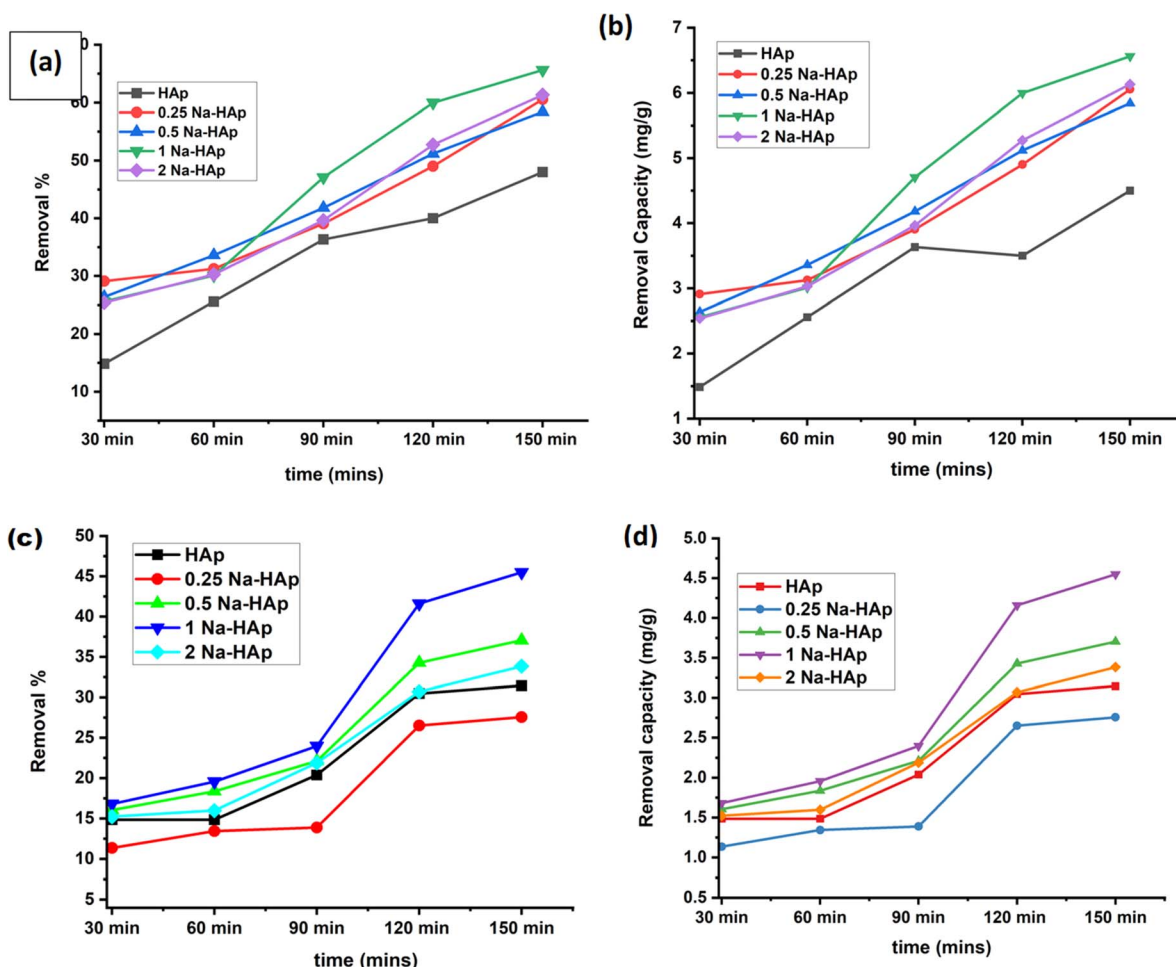 (a)
80
70
60
50
40
30
20
10
Removal %
HAp
0.25 Na-HAp
0.5 Na-HAp
1 Na-HAp
2 Na-HAp
30 min 60 min 90 min 120 min 150 min
time (mins)
(b)
7
6
5
4
3
2
1
Removal Capacity (mg/g)
HAp
0.25 Na-HAp
0.5 Na-HAp
1 Na-HAp
2 Na-HAp
30 min 60 min 90 min 120 min 150 min
time (mins)
(c)
50
45
40
35
30
25
20
15
10
5
Removal %
HAp
0.25 Na-HAp
0.5 Na-HAp
1 Na-HAp
2 Na-HAp
30 min 60 min 90 min 120 min 150 min
time (mins)
(d)
5.0
4.5
4.0
3.5
3.0
2.5
2.0
1.5
1.0
0.5
Removal capacity (mg/g)
HAp
0.25 Na-HAp
0.5 Na-HAp
1 Na-HAp
2 Na-HAp
30 min 60 min 90 min 120 min 150 min
time (mins)